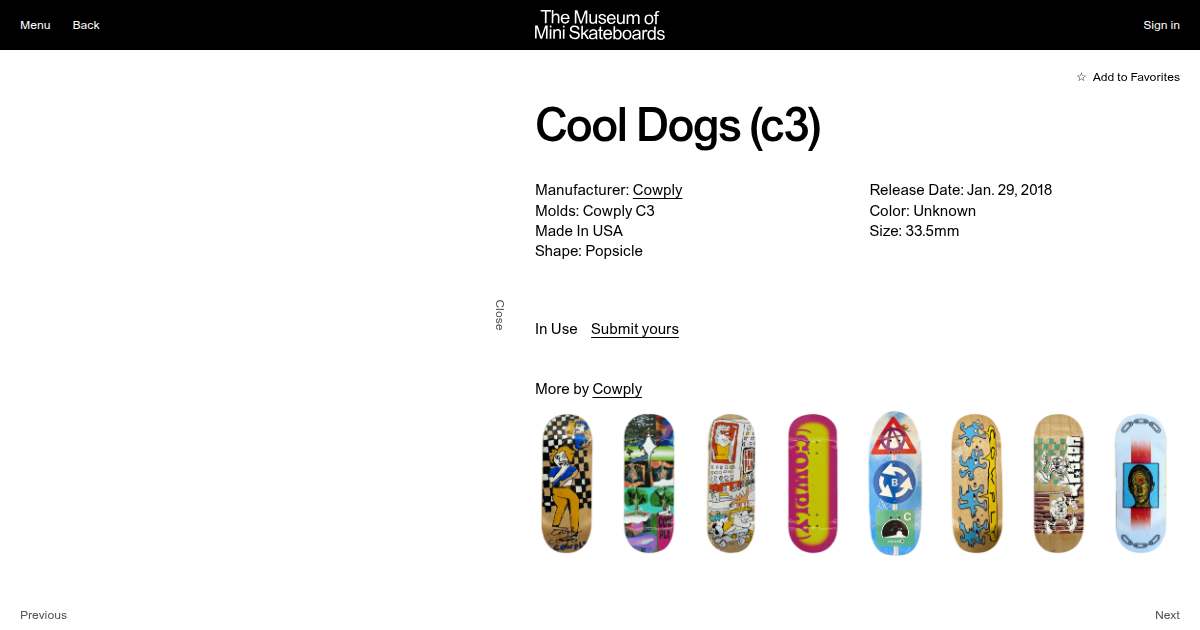 Menu
Back
The Museum of
Mini Skateboards
Sign in
☆ Add to Favorites
Cool Dogs (c3)
Manufacturer: Cowply
Molds: Cowply C3
Made In USA
Shape: Popsicle
Release Date: Jan. 29, 2018
Color: Unknown
Size: 33.5mm
Close
In Use Submit yours
More by Cowply
(COWPLY)
B
C
Previous
Next